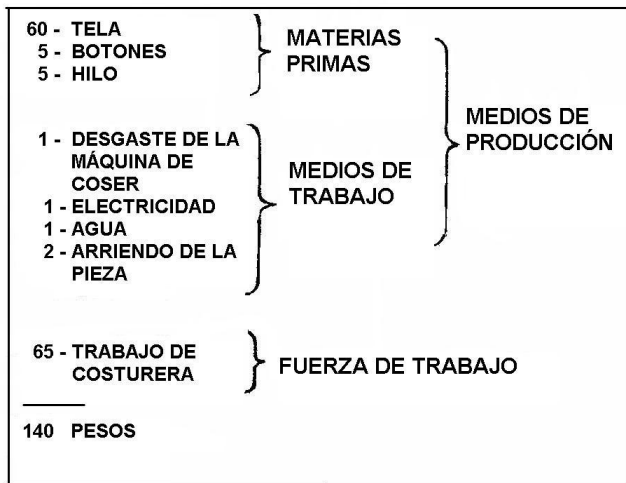 60 - TELA
5 - BOTONES
5 - HILO
MATERIAS
PRIMAS
1 - DESGASTE DE LA
MÁQUINA DE
COSER
1 - ELECTRICIDAD
1 - AGUA
2 - ARRIENDO DE LA
PIEZA
MEDIOS DE
TRABAJO
MEDIOS DE
PRODUCCIÓN
65 - TRABAJO DE
COSTURERA
FUERZA DE TRABAJO
140 PESOS